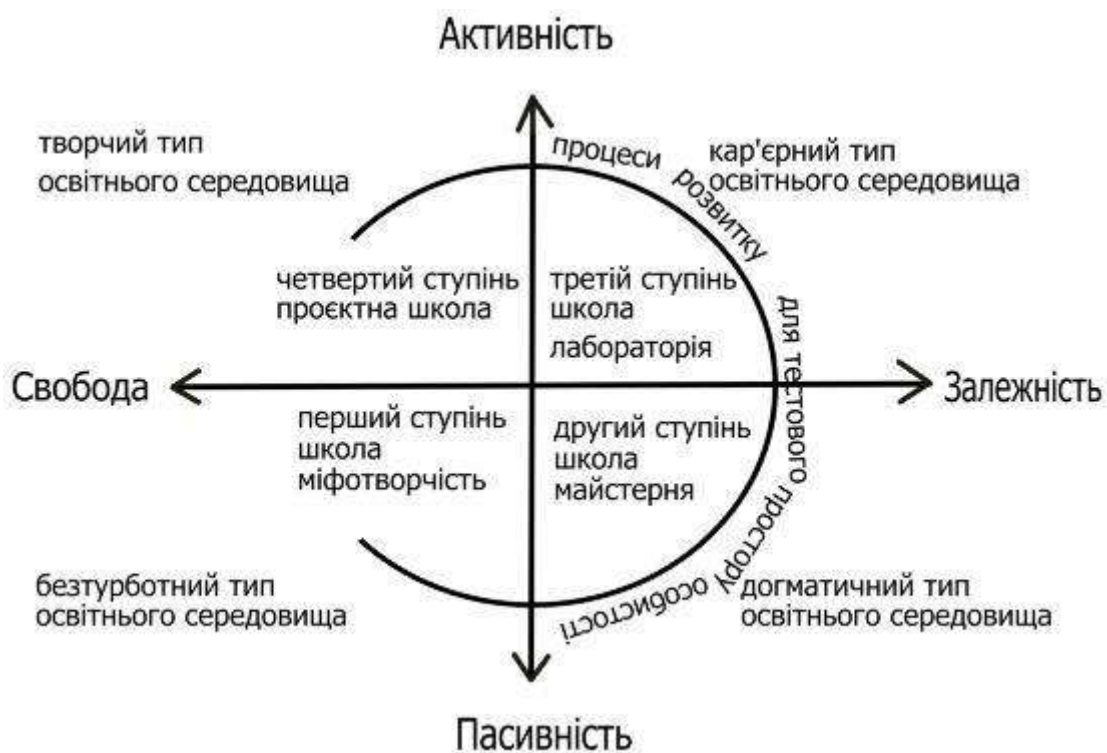 Активність
творчий тип
освітнього середовища
кар'єрний тип
освітнього середовища
процеси розвитку для тестового простору особистості
четвертий ступінь
проєктна школа
третій ступінь
школа
лабораторія
Свобода
Залежність
перший ступінь
школа
міфотворчість
другий ступінь
школа
майстерня
безтурботний тип
освітнього середовища
догматичний тип
освітнього середовища
Пасивність